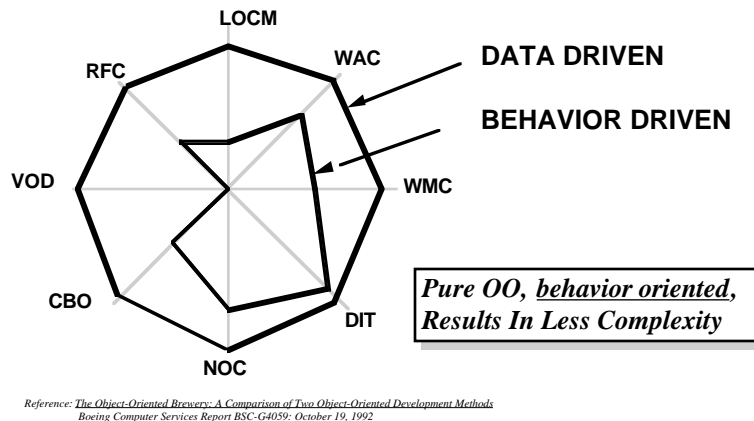 LOCM
WAC
DATA DRIVEN
RFC
BEHAVIOR DRIVEN
VOD
WMC
CBO
DIT
NOC
Pure OO, behavior oriented,
Results In Less Complexity
Reference: The Object-Oriented Brewery: A Comparison of Two Object-Oriented Development Methods
Boeing Computer Services Report BSC-G4059: October 19, 1992